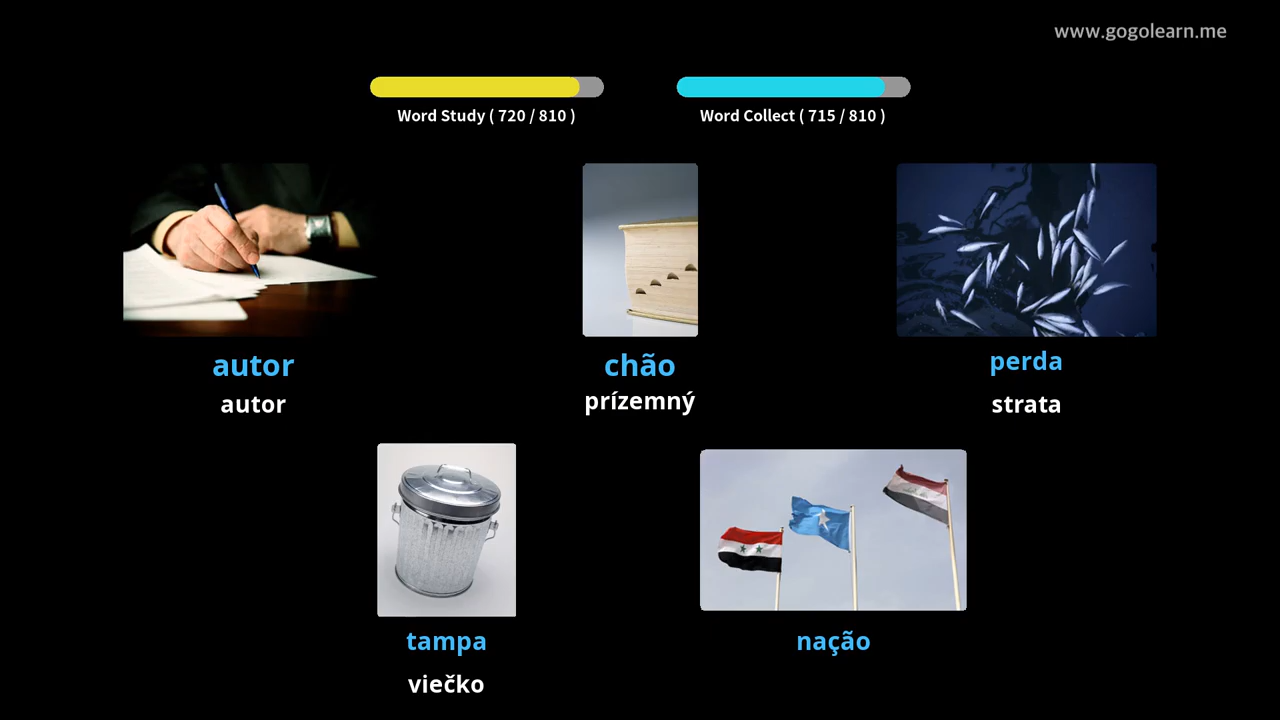 www.gogolearn.me
Word Study ( 720 / 810 )
Word Collect ( 715 / 810 )
autor
autor
chão
prízemný
perda
strata
tampa
viečko
nação